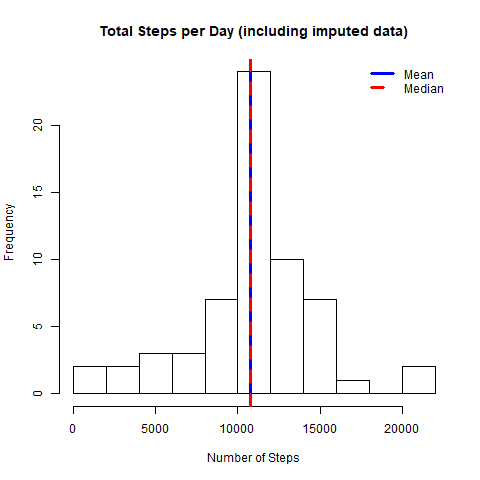 Total Steps per Day (including imputed data)
Mean
Median
20
15
10
5
0
Frequency
0 5000 10000 15000 20000
Number of Steps